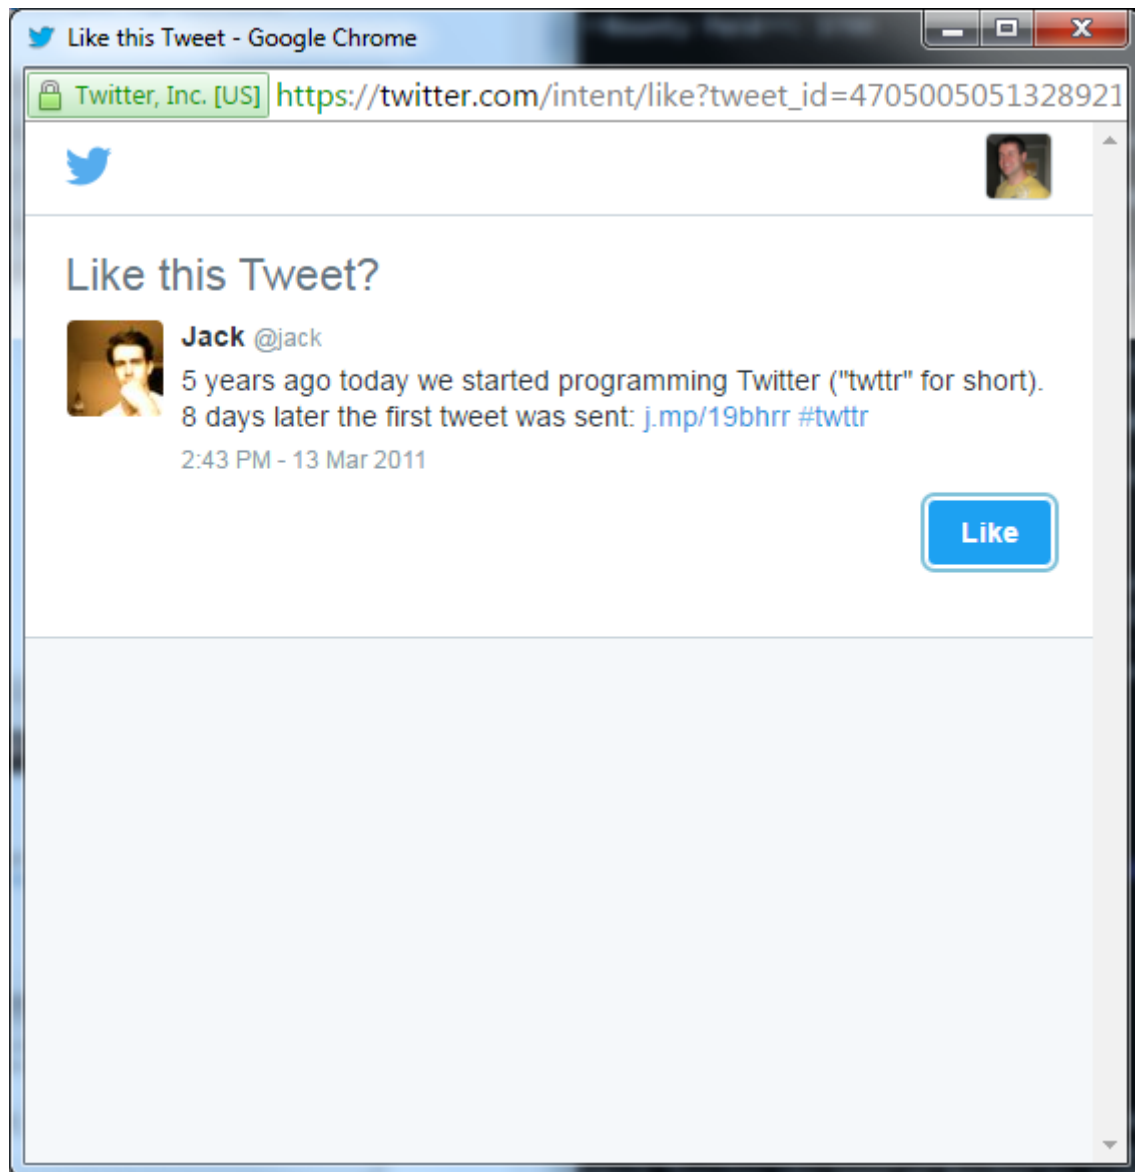 Like this Tweet - Google Chrome
Twitter, Inc. [US] https://twitter.com/intent/like?tweet_id=4705005051328921
Like this Tweet?
Jack @jack
5 years ago today we started programming Twitter ("twttr" for short).
8 days later the first tweet was sent: j.mp/19bhrr #twttr
2:43 PM - 13 Mar 2011
Like